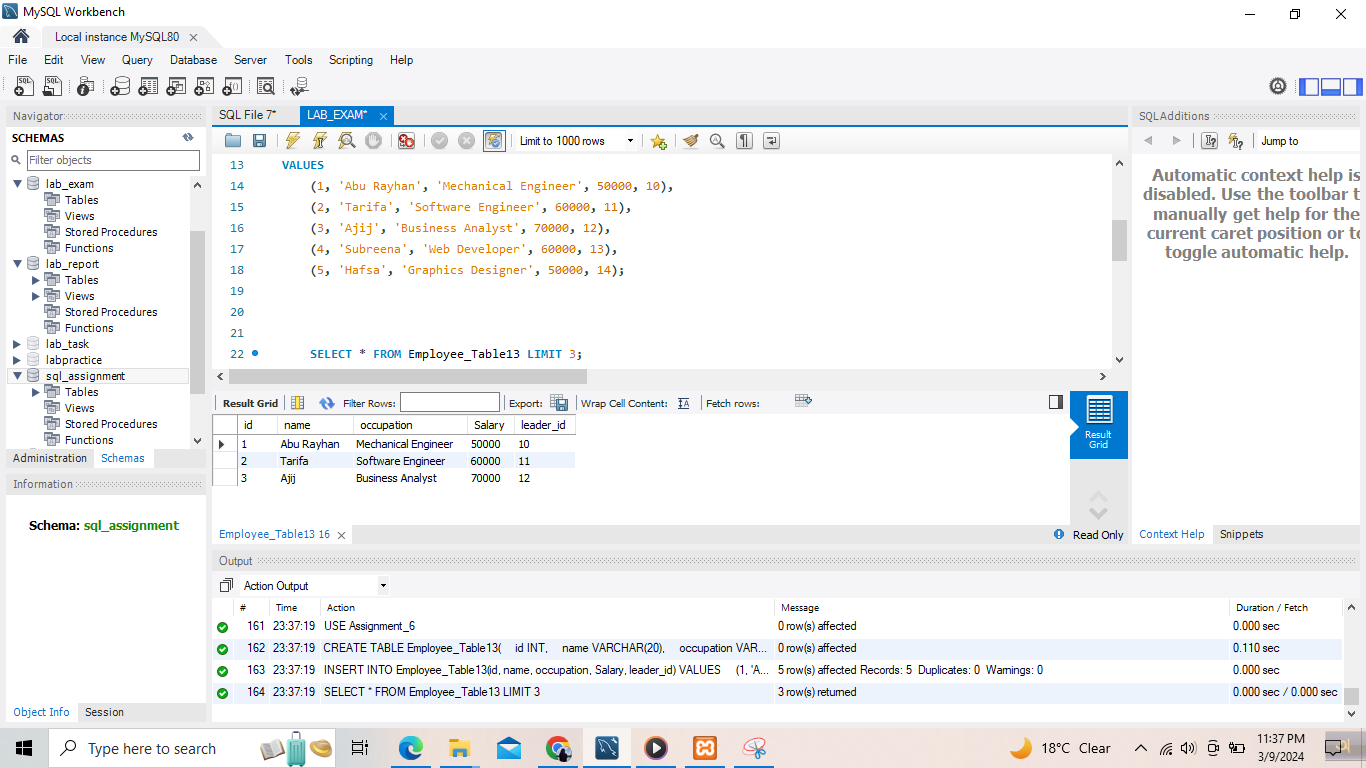 MySQL Workbench
Local instance MySQL80
File Edit View Query Database Server Tools Scripting Help
Navigator
SCHEMAS
Filter objects
lab_exam
Tables
Views
Stored Procedures
Functions
lab_report
Tables
Views
Stored Procedures
Functions
lab_task
labpractice
sql_assignment
Tables
Views
Stored Procedures
Functions
Administration Schemas
Information
Schema: sql_assignment
Object Info Session
SQL File 7* LAB_EXAM*
Limit to 1000 rows
13 VALUES
14 (1, 'Abu Rayhan', 'Mechanical Engineer', 50000, 10),
15 (2, 'Tarifa', 'Software Engineer', 60000, 11),
16 (3, 'Ajij', 'Business Analyst', 70000, 12),
17 (4, 'Subreena', 'Web Developer', 60000, 13),
18 (5, 'Hafsa', 'Graphics Designer', 50000, 14);
19
20
21
22 SELECT * FROM Employee_Table13 LIMIT 3;
Result Grid Filter Rows: Export: Wrap Cell Content: Fetch rows:
id name occupation Salary leader_id
1 Abu Rayhan Mechanical Engineer 50000 10
2 Tarifa Software Engineer 60000 11
3 Ajij Business Analyst 70000 12
Result
Grid
Employee_Table13 16
Read Only
SQLAdditions
Jump to
Automatic context help is
disabled. Use the toolbar t
manually get help for the
current caret position or to
toggle automatic help.
Context Help Snippets
Output
Action Output
# Time Action Message Duration / Fetch
161 23:37:19 USE Assignment_6 0 row(s) affected 0.000 sec
162 23:37:19 CREATE TABLE Employee_Table13( id INT, name VARCHAR(20), occupation VAR... 0 row(s) affected 0.110 sec
163 23:37:19 INSERT INTO Employee_Table13(id, name, occupation, Salary, leader_id) VALUES (1, 'A... 5 row(s) affected Records: 5 Duplicates: 0 Warnings: 0 0.000 sec
164 23:37:19 SELECT * FROM Employee_Table13 LIMIT 3 3 row(s) returned 0.000 sec / 0.000 sec
Type here to search
18°C Clear
11:37 PM
3/9/2024